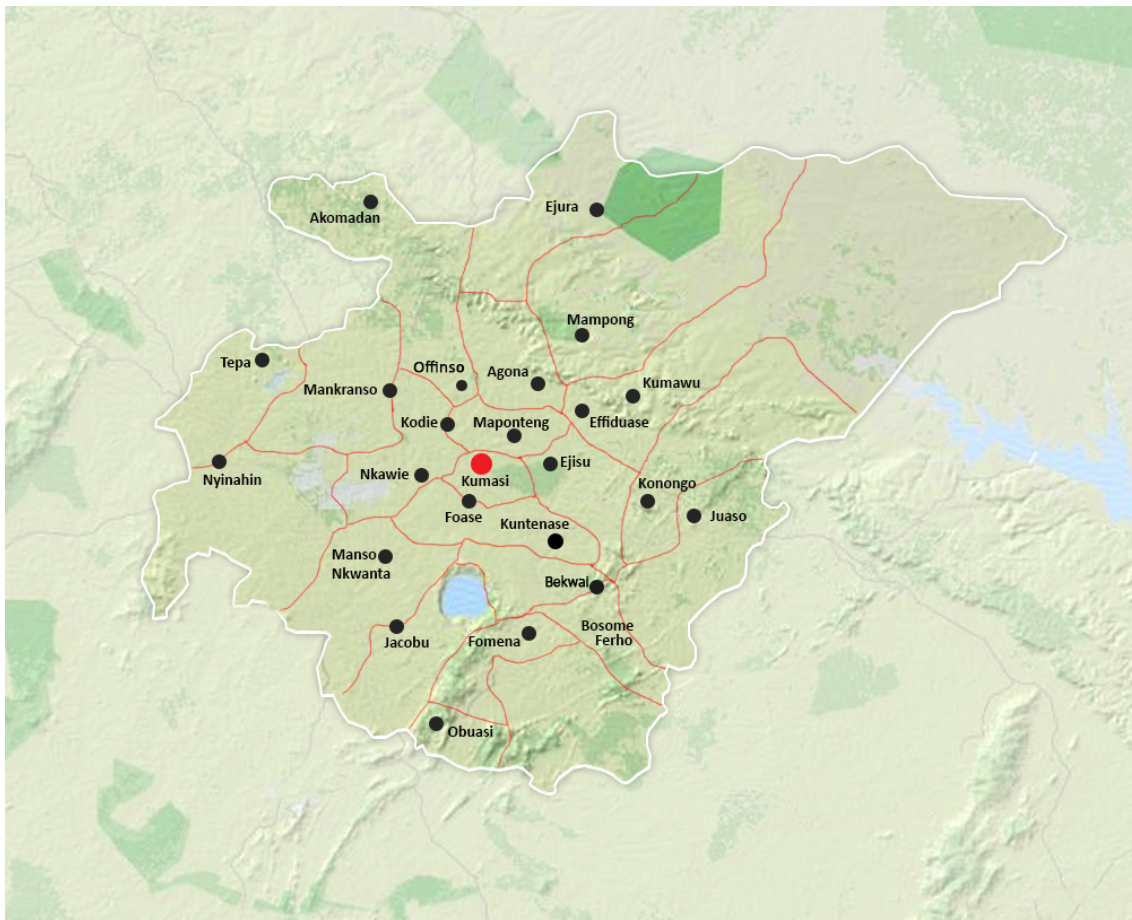 Ejura
Akomadan
Mampong
Tepa
Offinso
Agona
Mankranso
Kumawu
Kodie
Maponteng
Effiduase
Nyinahin
Nkawie
Kumasi
Ejisu
Konongo
Foase
Juaso
Kuntenase
Manso
Nkwanta
Bekwai
Jacobu
Fomena
Bosome
Ferho
Obuasi